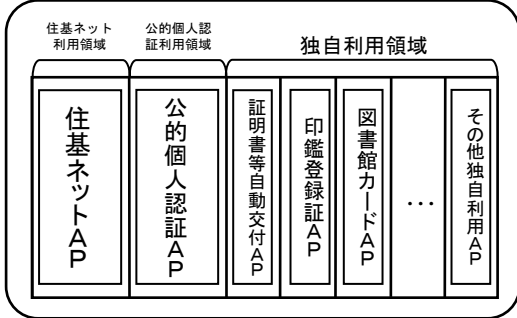 住基ネット
利用領域
公的個人認
証利用領域
独自利用領域
住基ネットAP
公的個人認証AP
証明書等自動交付AP
印鑑登録証AP
図書館カードAP
…
その他独自利用AP